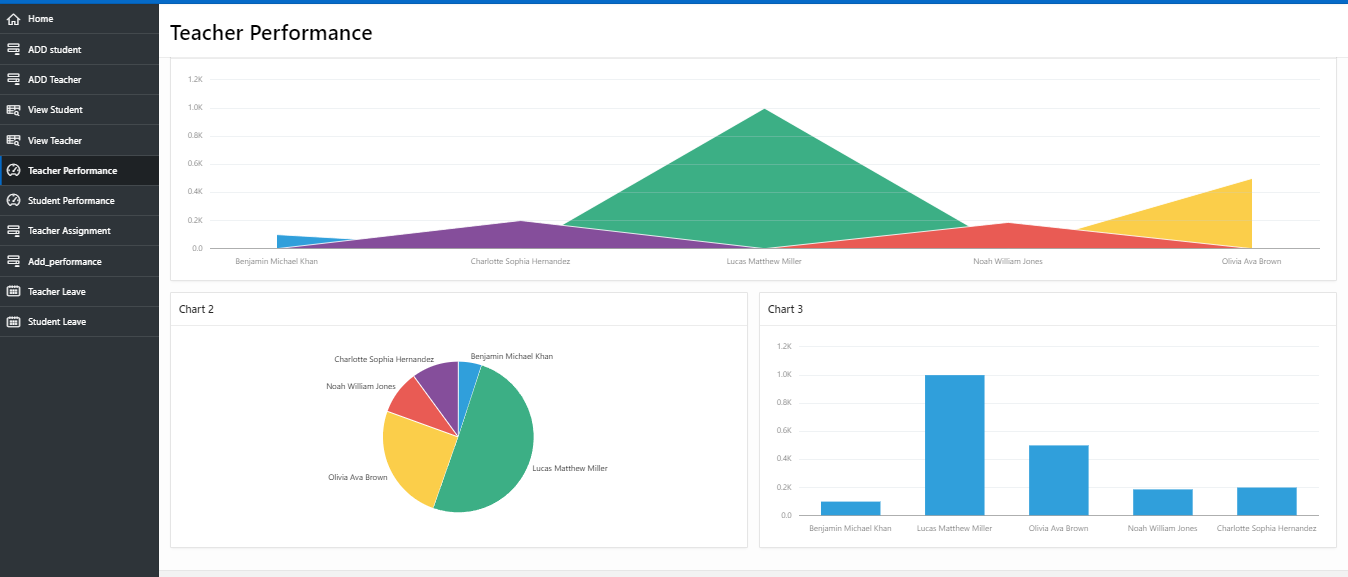 Home
ADD student
ADD Teacher
View Student
View Teacher
Teacher Performance
Student Performance
Teacher Assignment
Add_performance
Teacher Leave
Student Leave
Teacher Performance
1.2K
1.0K
0.8K
0.6K
0.4K
0.2K
0.0
Benjamin Michael Khan Charlotte Sophia Hernandez Lucas Matthew Miller Noah William Jones Olivia Ava Brown
Chart 2
Charlotte Sophia Hernandez Benjamin Michael Khan
Noah William Jones
Lucas Matthew Miller
Olivia Ava Brown
Chart 3
1.2K
1.0K
0.8K
0.6K
0.4K
0.2K
0.0
Benjamin Michael Khan Lucas Matthew Miller Olivia Ava Brown Noah William Jones Charlotte Sophia Hernandez